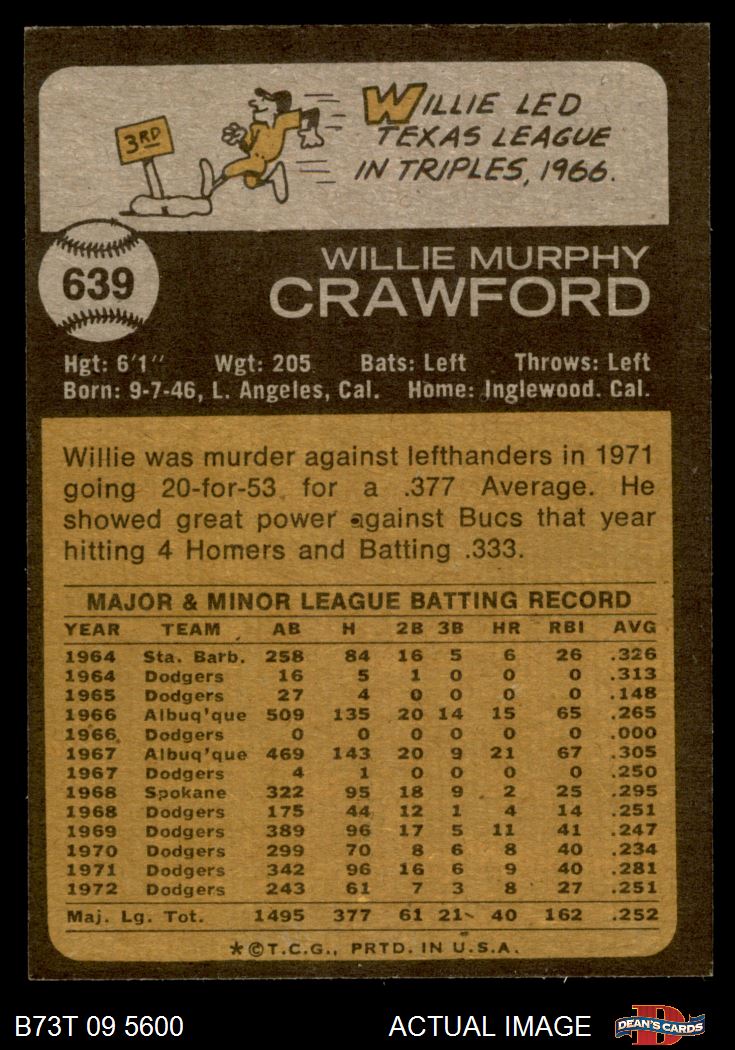 3RD
WILLIE LED
TEXAS LEAGUE
IN TRIPLES, 1966.
639
WILLIE MURPHY
CRAWFORD
Hgt: 6'1'' Wgt: 205 Bats: Left Throws: Left
Born: 9-7-46, L. Angeles, Cal. Home: Inglewood. Cal.
Willie was murder against lefthanders in 1971
going 20-for-53 for a .377 Average. He
showed great power against Bucs that year
hitting 4 Homers and Batting .333.
MAJOR & MINOR LEAGUE BATTING RECORD
YEAR TEAM AB H 2B 3B HR RBI AVG
1964 Sta. Barb. 258 84 16 5 6 26 .326
1964 Dodgers 16 5 1 0 0 0 .313
1965 Dodgers 27 4 0 0 0 0 .148
1966 Albuq'que 509 135 20 14 15 65 .265
1966 Dodgers 0 0 0 0 0 0 .000
1967 Albuq'que 469 143 20 9 21 67 .305
1967 Dodgers 4 1 0 0 0 0 .250
1968 Spokane 322 95 18 9 2 25 .295
1968 Dodgers 175 44 12 1 4 14 .251
1969 Dodgers 389 96 17 5 11 41 .247
1970 Dodgers 299 70 8 6 8 40 .234
1971 Dodgers 342 96 16 6 9 40 .281
1972 Dodgers 243 61 7 3 8 27 .251
Maj. Lg. Tot. 1495 377 61 21 40 162 .252
*©T.C.G., PRTD. IN U.S.A.
B73T 09 5600 ACTUAL IMAGE DEAN'S CARDS